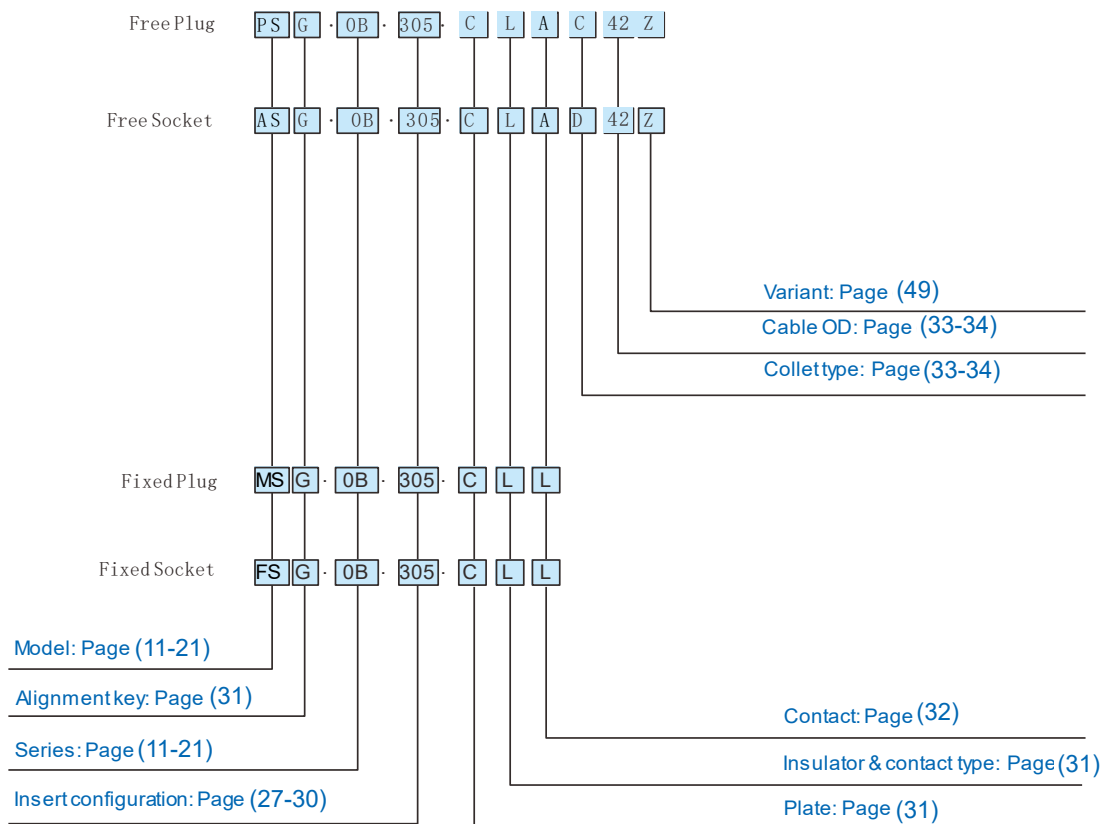 Free Plug PS G · 0B · 305 · C L A C 42 Z
Free Socket AS G · 0B · 305 · C L A D 42 Z
Variant: Page (49)
Cable OD: Page (33-34)
Collet type: Page (33-34)
Fixed Plug MS G · 0B · 305 · C L L
Fixed Socket FS G · 0B · 305 · C L L
Model: Page (11-21)
Alignment key: Page (31)
Series: Page (11-21)
Insert configuration: Page (27-30)
Contact: Page (32)
Insulator & contact type: Page (31)
Plate: Page (31)